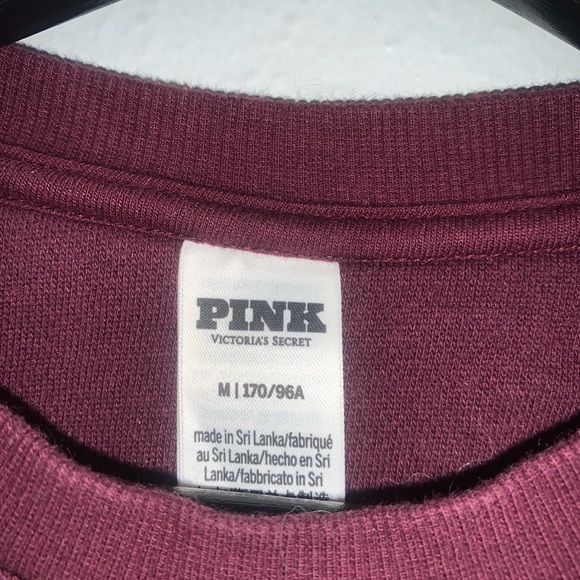 PINK
VICTORIA'S SECRET
M | 170/96A
made in Sri Lanka/fabriqué
au Sri Lanka/hecho en Sri
Lanka/fabbricato in Sri